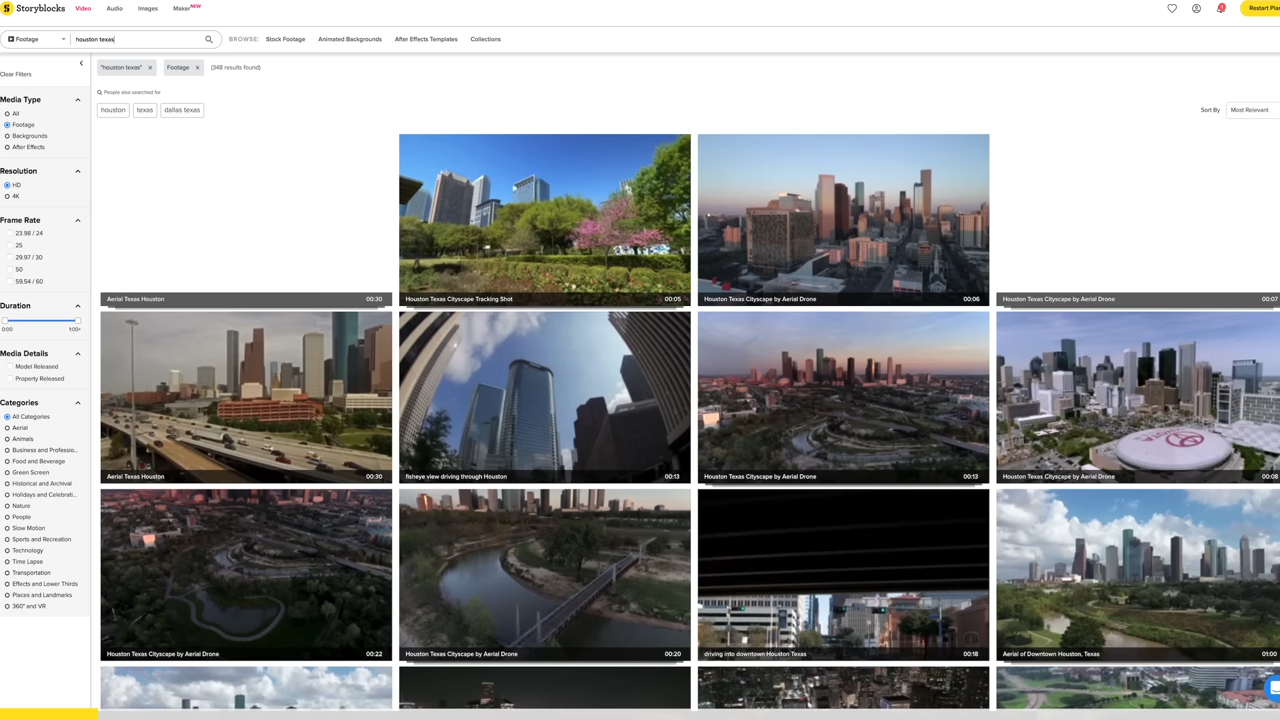 Storyblocks
Video
Audio
Images
Maker NEW
1
Restart Pla
Footage
houston texas
BROWSE:
Stock Footage
Animated Backgrounds
After Effects Templates
Collections
Clear Filters
"houston texas" ×
Footage ×
(348 results found)
People also searched for
houston
texas
dallas texas
Sort By
Most Relevant
Media Type
All
Footage
Backgrounds
After Effects
Resolution
HD
4K
Frame Rate
23.98 / 24
25
29.97 / 30
50
59.54 / 60
Duration
0:00
1:00+
Media Details
Model Released
Property Released
Categories
All Categories
Aerial
Animals
Business and Professio...
Food and Beverage
Green Screen
Historical and Archival
Holidays and Celebrati...
Nature
People
Slow Motion
Sports and Recreation
Technology
Time Lapse
Transportation
Effects and Lower Thirds
Places and Landmarks
360° and VR
Aerial Texas Houston 00:30
Houston Texas Cityscape Tracking Shot 00:05
Houston Texas Cityscape by Aerial Drone 00:06
Houston Texas Cityscape by Aerial Drone 00:07
Aerial Texas Houston 00:30
fisheye view driving through Houston 00:13
Houston Texas Cityscape by Aerial Drone 00:13
Houston Texas Cityscape by Aerial Drone 00:08
Houston Texas Cityscape by Aerial Drone 00:22
Houston Texas Cityscape by Aerial Drone 00:20
driving into downtown Houston Texas 00:18
Aerial of Downtown Houston, Texas 01:00